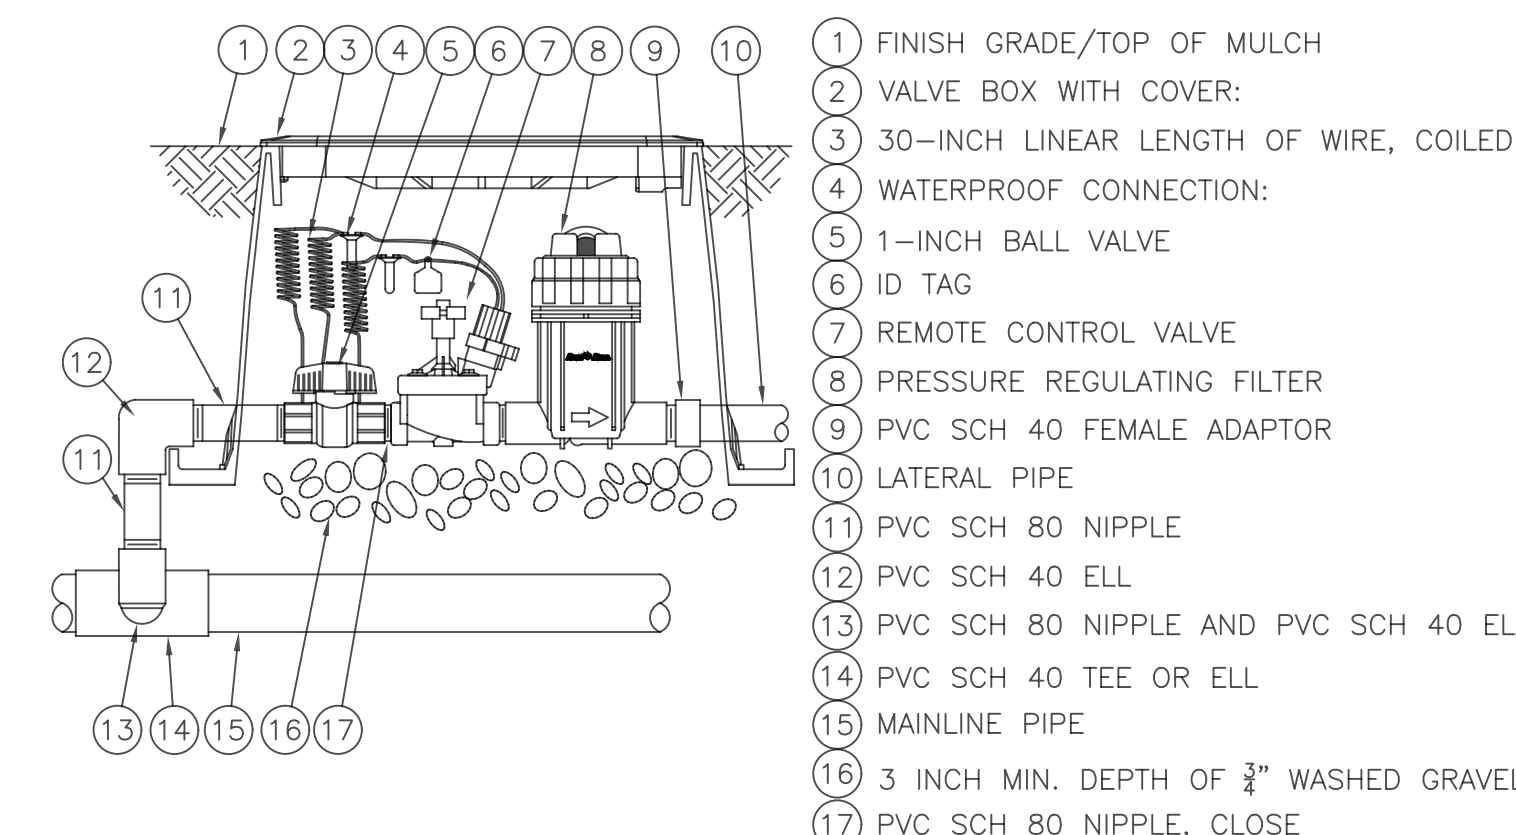 1 2 3 4 5 6 7 8 9 10
11
12
11
13 14 15 16 17
1 FINISH GRADE/TOP OF MULCH
2 VALVE BOX WITH COVER:
3 30-INCH LINEAR LENGTH OF WIRE, COILED
4 WATERPROOF CONNECTION:
5 1-INCH BALL VALVE
6 ID TAG
7 REMOTE CONTROL VALVE
8 PRESSURE REGULATING FILTER
9 PVC SCH 40 FEMALE ADAPTOR
10 LATERAL PIPE
11 PVC SCH 80 NIPPLE
12 PVC SCH 40 ELL
13 PVC SCH 80 NIPPLE AND PVC SCH 40 EL
14 PVC SCH 40 TEE OR ELL
15 MAINLINE PIPE
16 3 INCH MIN. DEPTH OF 3/4" WASHED GRAVEL
17 PVC SCH 80 NIPPLE, CLOSE